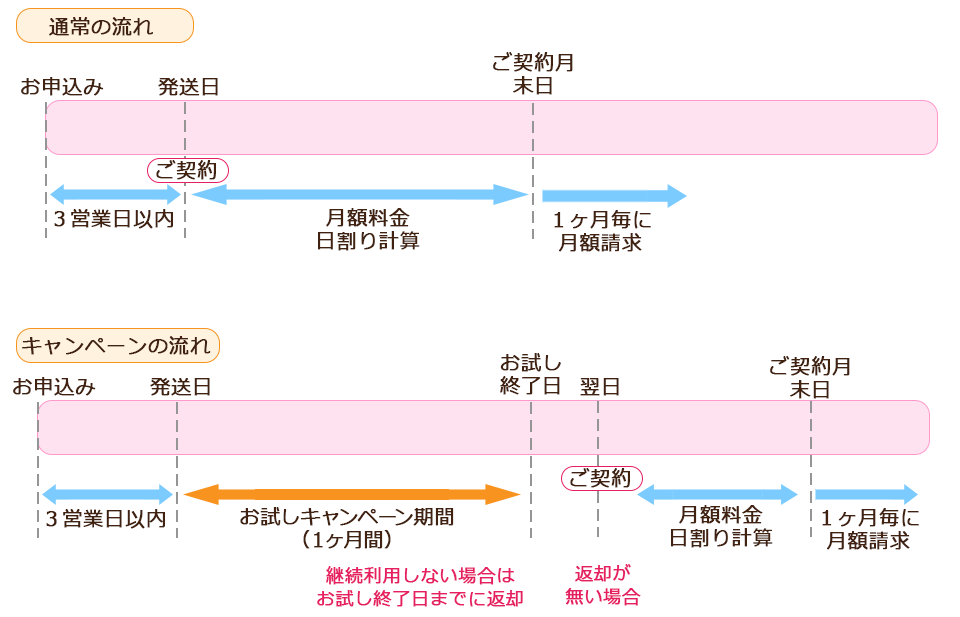 通常の流れ
お申込み
発送日
ご契約月
末日
ご契約
３営業日以内
月額料金
日割り計算
１ヶ月毎に
月額請求
キャンペーンの流れ
お申込み
発送日
お試し
終了日
翌日
ご契約月
末日
ご契約
３営業日以内
お試しキャンペーン期間
（1ヶ月間）
月額料金
日割り計算
１ヶ月毎に
月額請求
継続利用しない場合は
お試し終了日までに返却
返却が
無い場合